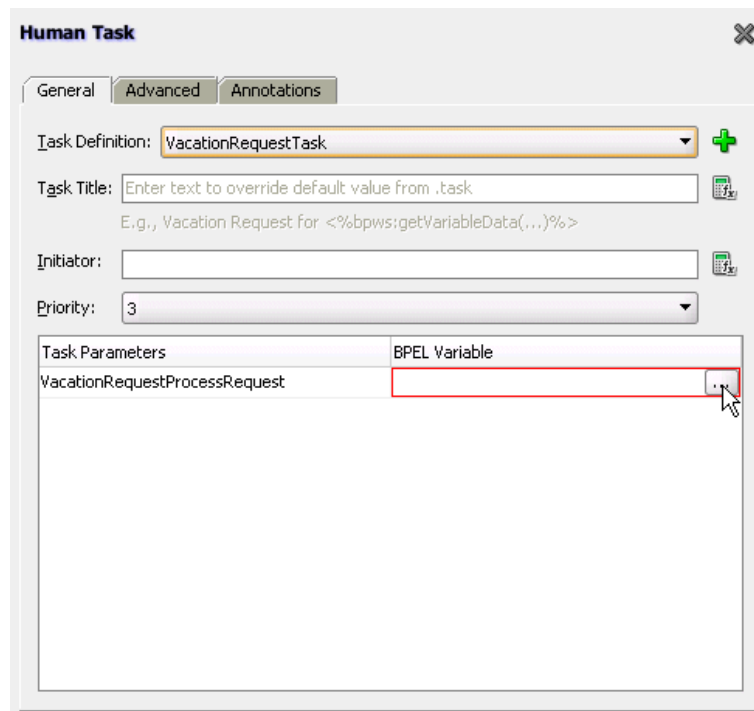 Human Task
General Advanced Annotations
Task Definition: VacationRequestTask
Task Title: Enter text to override default value from .task
E.g., Vacation Request for <%bpws:getVariableData(...)%>
Initiator:
Priority: 3
Task Parameters BPEL Variable
VacationRequestProcessRequest ...